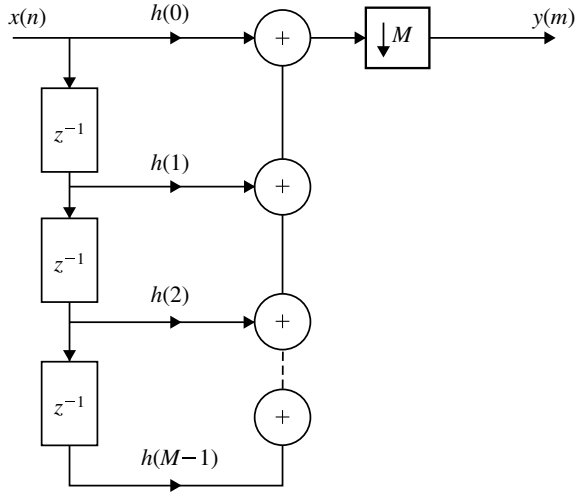 x(n) h(0) + ↓ M y(m)
z⁻¹
h(1) +
z⁻¹
h(2) +
z⁻¹ +
h(M−1)